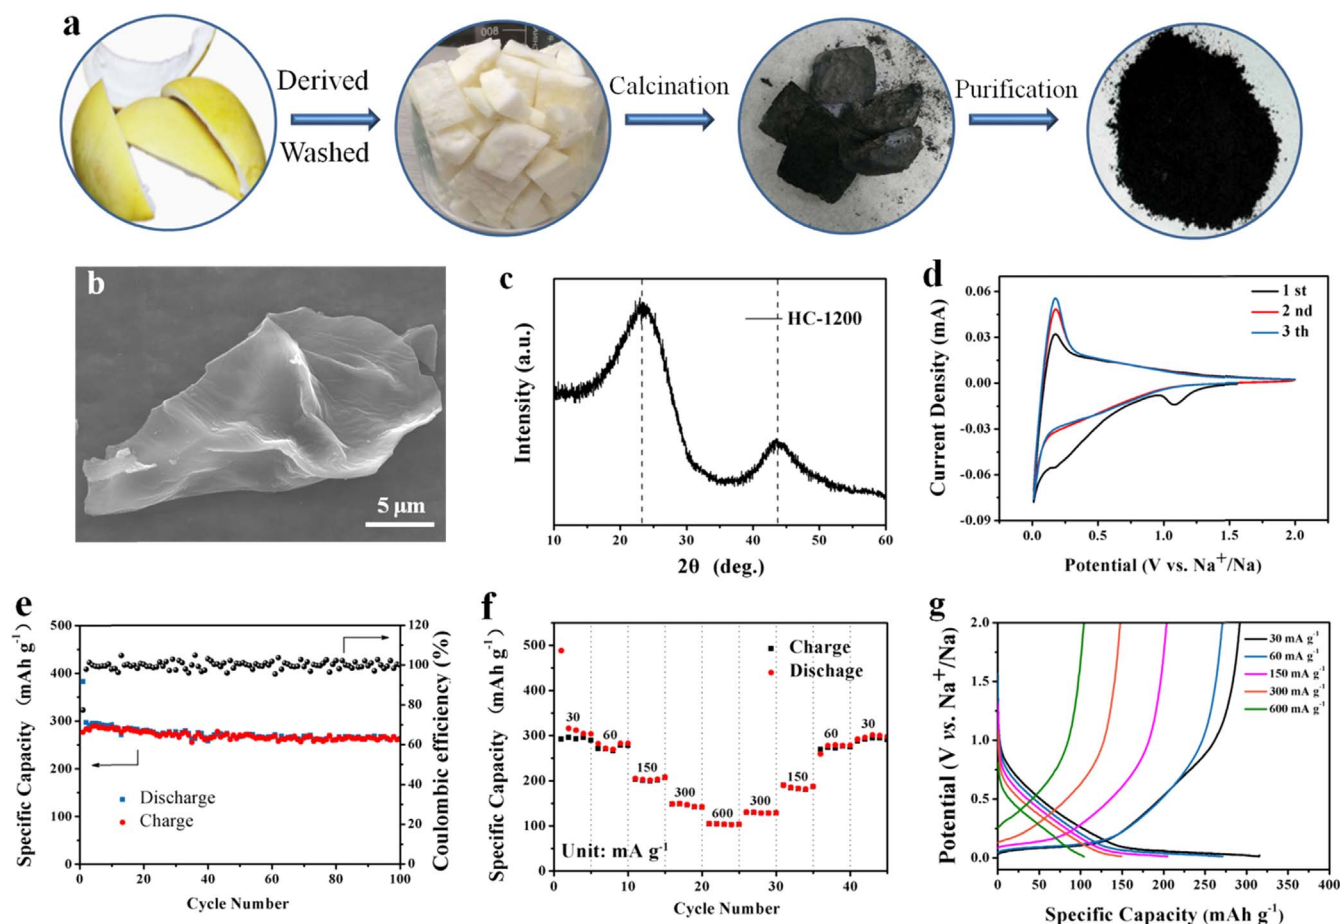 a
Derived
Washed
Calcination
Purification
008
b
5 μm
c
HC-1200
Intensity (a.u.)
10 20 30 40 50 60
2θ (deg.)
d
1 st
2 nd
3 th
Current Density (mA)
0.06
0.03
0.00
-0.03
-0.06
-0.09
0.0 0.5 1.0 1.5 2.0
Potential (V vs. Na⁺/Na)
e
Specific Capacity (mAh g⁻¹)
500
400
300
200
100
0
Discharge
Charge
120
100
80
60
40
20
0
Coulombic efficiency (%)
0 20 40 60 80 100
Cycle Number
f
Specific Capacity (mAh g⁻¹)
500
400
300
200
100
0
Charge
Dischage
30
60
150
300
600
300
150
60
30
Unit: mA g⁻¹
0 10 20 30 40
Cycle Number
g
Potential (V vs. Na⁺/Na)
2.0
1.5
1.0
0.5
0.0
30 mA g⁻¹
60 mA g⁻¹
150 mA g⁻¹
300 mA g⁻¹
600 mA g⁻¹
0 50 100 150 200 250 300 350 400
Specific Capacity (mAh g⁻¹)